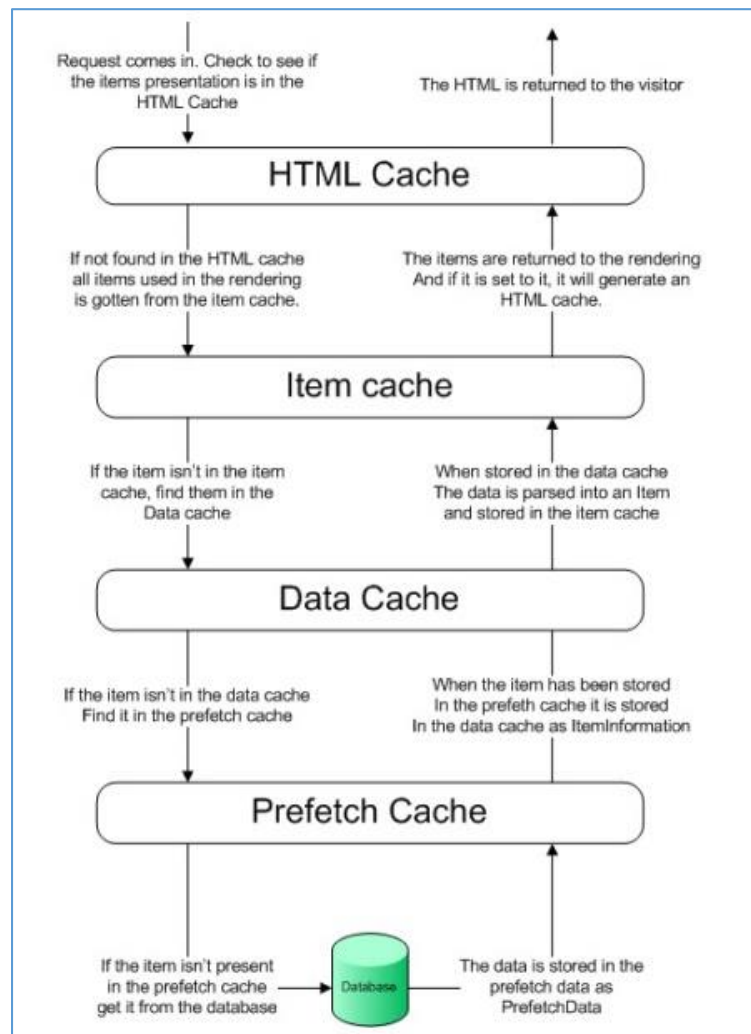 Request comes in. Check to see if
the items presentation is in the
HTML Cache
The HTML is returned to the visitor
HTML Cache
If not found in the HTML cache
all items used in the rendering
is gotten from the item cache.
The items are returned to the rendering
And if it is set to it, it will generate an
HTML cache.
Item cache
If the item isn't in the item
cache, find them in the
Data cache
When stored in the data cache
The data is parsed into an Item
and stored in the item cache
Data Cache
If the item isn't in the data cache
Find it in the prefetch cache
When the item has been stored
In the prefeth cache it is stored
In the data cache as ItemInformation
Prefetch Cache
If the item isn't present
in the prefetch cache
get it from the database
Database
The data is stored in the
prefetch data as
PrefetchData